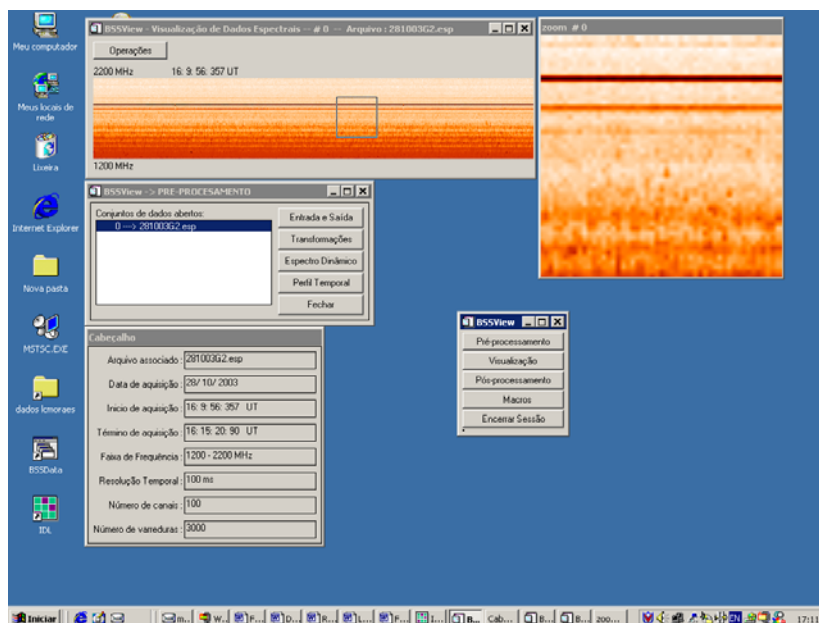 Meu computador
Meus locais de rede
Lixeira
Internet Explorer
Nova pasta
MSTSC.EXE
dados lcmoraes
BSSData
IDL
BSSView - Visualização de Dados Espectrais -- # 0 -- Arquivo : 281003G2.esp
Operações
2200 MHz 16: 9: 56: 357 UT
1200 MHz
zoom # 0
BSSView -> PRE-PROCESAMENTO
Conjuntos de dados abertos:
0 ---> 281003G2.esp
Entrada e Saída
Transformações
Espectro Dinâmico
Perfil Temporal
Fechar
Cabeçalho
Arquivo associado : 281003G2.esp
Data de aquisição : 28/ 10/ 2003
Inicio de aquisição : 16: 9: 56: 357 UT
Término de aquisição : 16: 15: 20: 90 UT
Faixa de Frequência : 1200 - 2200 MHz
Resolução Temporal : 100 ms
Número de canais : 100
Número de varreduras : 3000
BSSView
Pré-processamento
Visualização
Pós-processamento
Macros
Encerrar Sessão
Iniciar
m... W... F... D... R... L... F... I... B... Cab... B... B... zoo...
EN
17:11